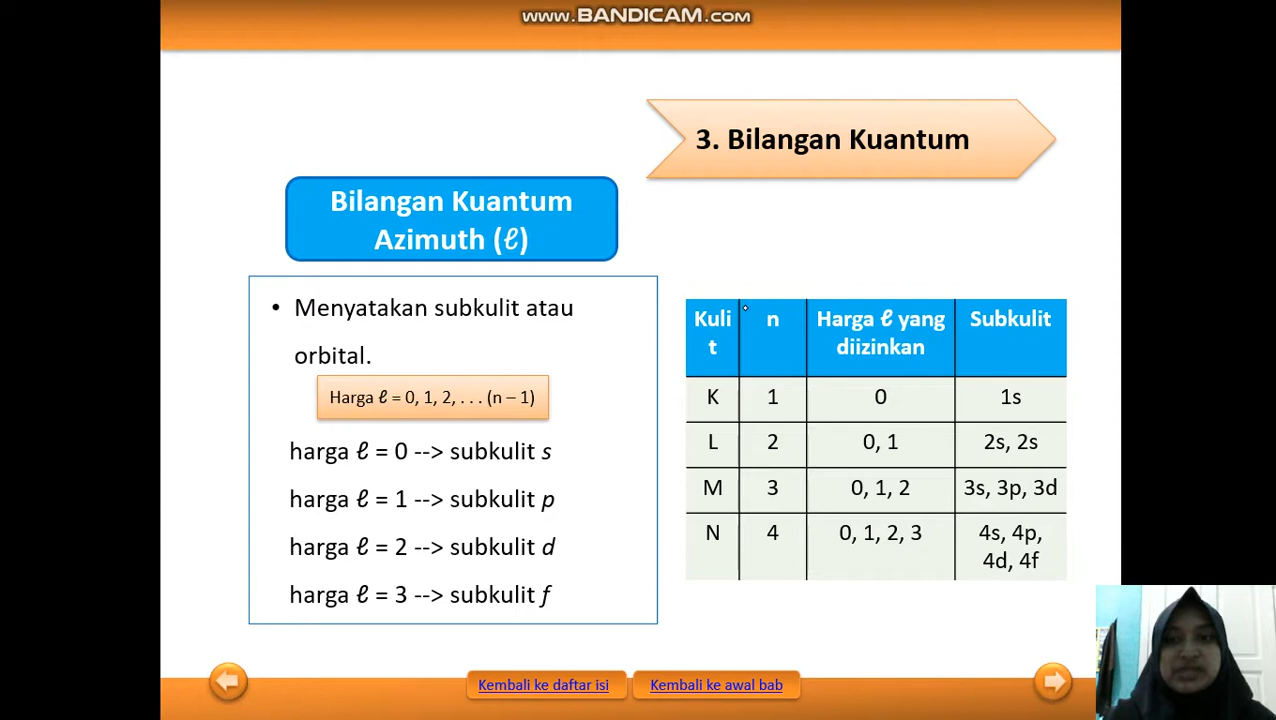 www.BANDICAM.com
3. Bilangan Kuantum
Bilangan Kuantum
Azimuth (ℓ)
• Menyatakan subkulit atau
orbital.
Harga ℓ = 0, 1, 2, . . . (n – 1)
harga ℓ = 0 --> subkulit s
harga ℓ = 1 --> subkulit p
harga ℓ = 2 --> subkulit d
harga ℓ = 3 --> subkulit f
Kuli
t
n
Harga ℓ yang
diizinkan
Subkulit
K 1 0 1s
L 2 0, 1 2s, 2s
M 3 0, 1, 2 3s, 3p, 3d
N 4 0, 1, 2, 3 4s, 4p,
4d, 4f
Kembali ke daftar isi
Kembali ke awal bab